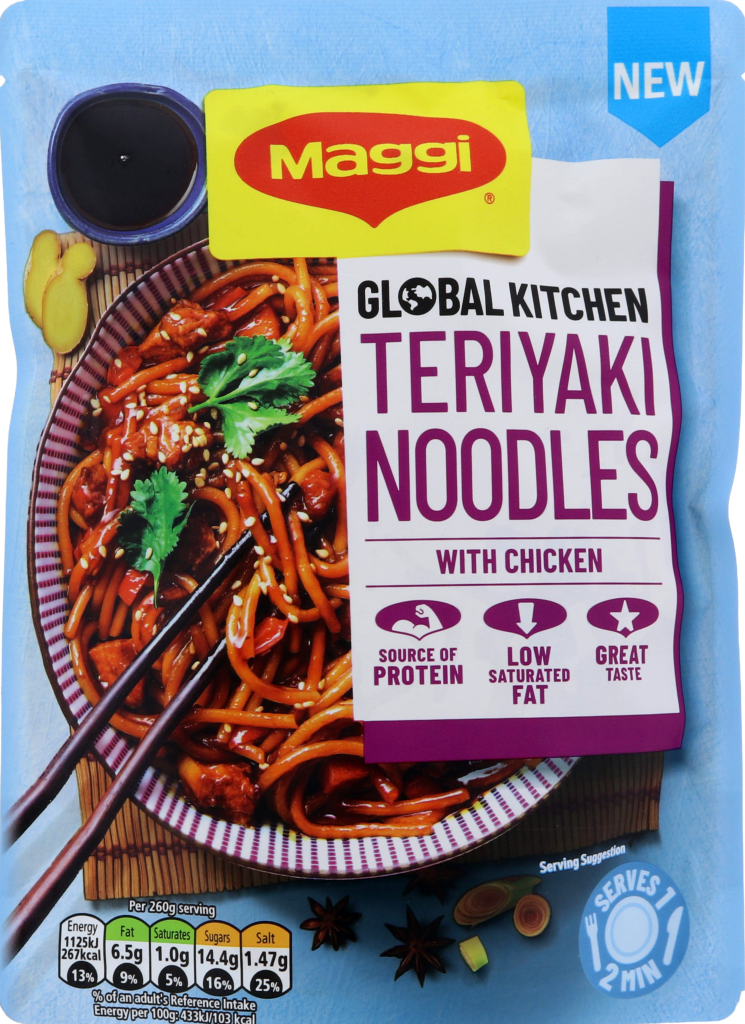 NEW
Maggi
®
GLOBAL KITCHEN
TERIYAKI
NOODLES
WITH CHICKEN
SOURCE OF
PROTEIN
LOW
SATURATED
FAT
GREAT
TASTE
Serving Suggestion
SERVES 1
2 MIN
Per 260g serving
Energy
1125kJ
267kcal
13%
Fat
6.5g
9%
Saturates
1.0g
5%
Sugars
14.4g
16%
Salt
1.47g
25%
% of an adult's Reference Intake
Energy per 100g: 433kJ/103 kcal